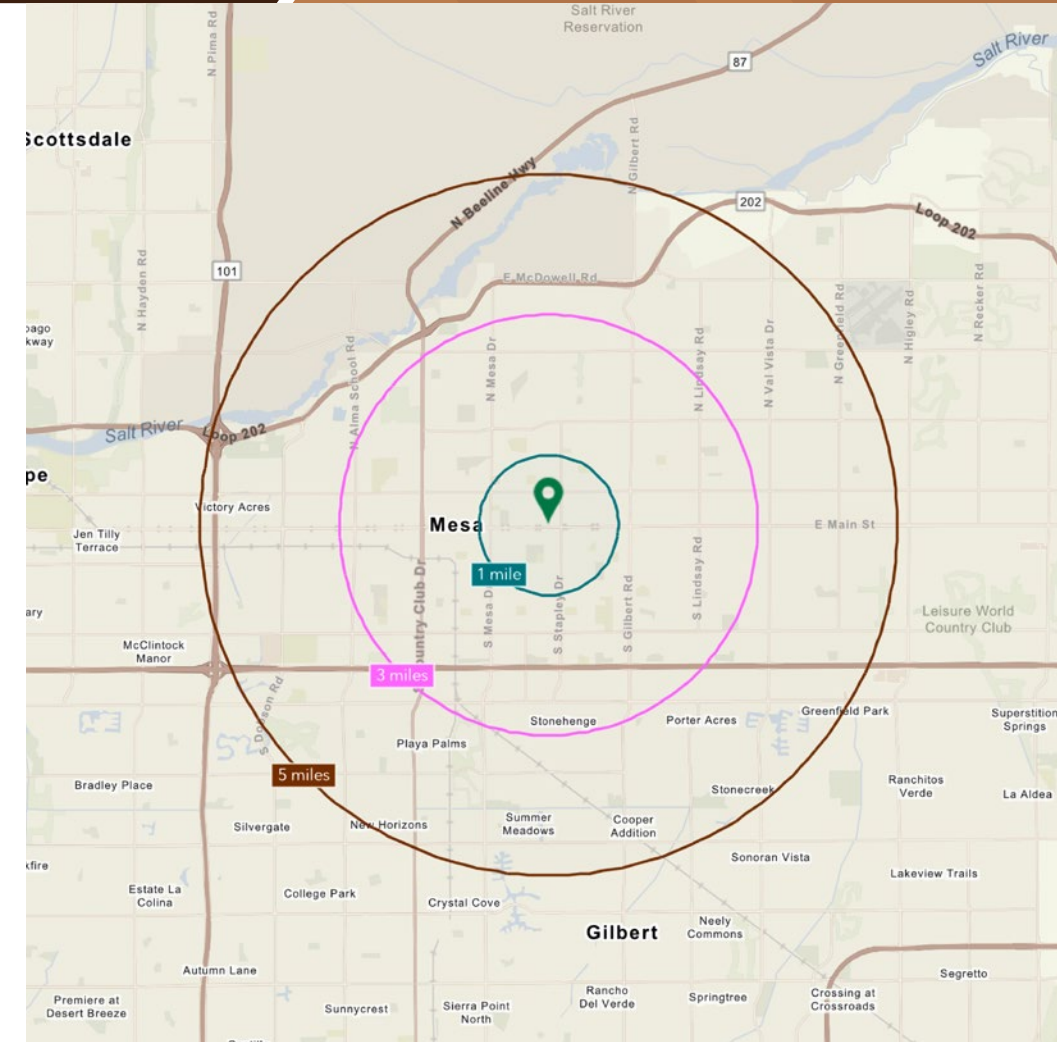 Salt River
Reservation
N Pima Rd
87
Salt River
Scottsdale
N Gilbert Rd
N Beeline Hwy
202
Loop 202
101
N Hayden Rd
E McDowell Rd
N Recker Rd
N Greenfield Rd
N Higley Rd
N Val Vista Dr
N Lindsay Rd
N Mesa Dr
N Alma School Rd
Salt River
Loop 202
Victory Acres
Jen Tilly
Terrace
Mesa
E Main St
1 mile
S Mesa D
S Stapley Dr
S Gilbert Rd
S Lindsay Rd
ountry Club Dr
Leisure World
Country Club
McClintock
Manor
3 miles
S Dobson Rd
Stonehenge
Porter Acres
Greenfield Park
Superstition
Springs
Playa Palms
5 miles
Bradley Place
Stonecreek
Ranchitos
Verde
La Aldea
Silvergate
New Horizons
Summer
Meadows
Cooper
Addition
Sonoran Vista
Lakeview Trails
Estate La
Colina
College Park
Crystal Cove
Gilbert
Neely
Commons
Autumn Lane
Segretto
Premiere at
Desert Breeze
Sunnycrest
Sierra Point
North
Rancho
Del Verde
Springtree
Crossing at
Crossroads